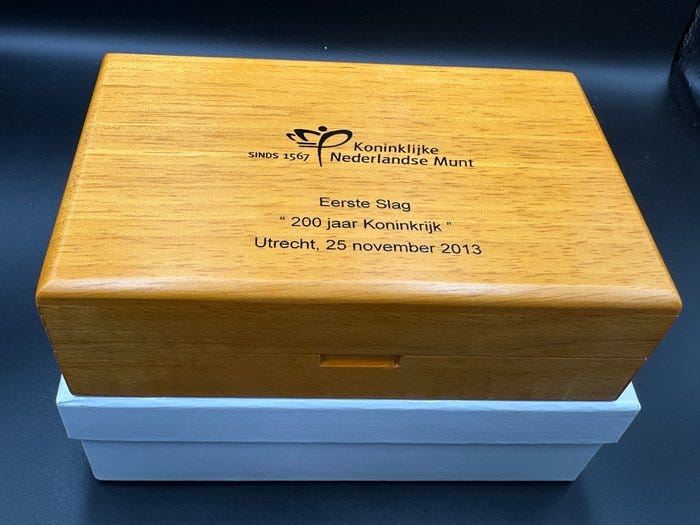 SINDS 1567 Koninklijke
Nederlandse Munt
Eerste Slag
“ 200 jaar Koninkrijk ”
Utrecht, 25 november 2013